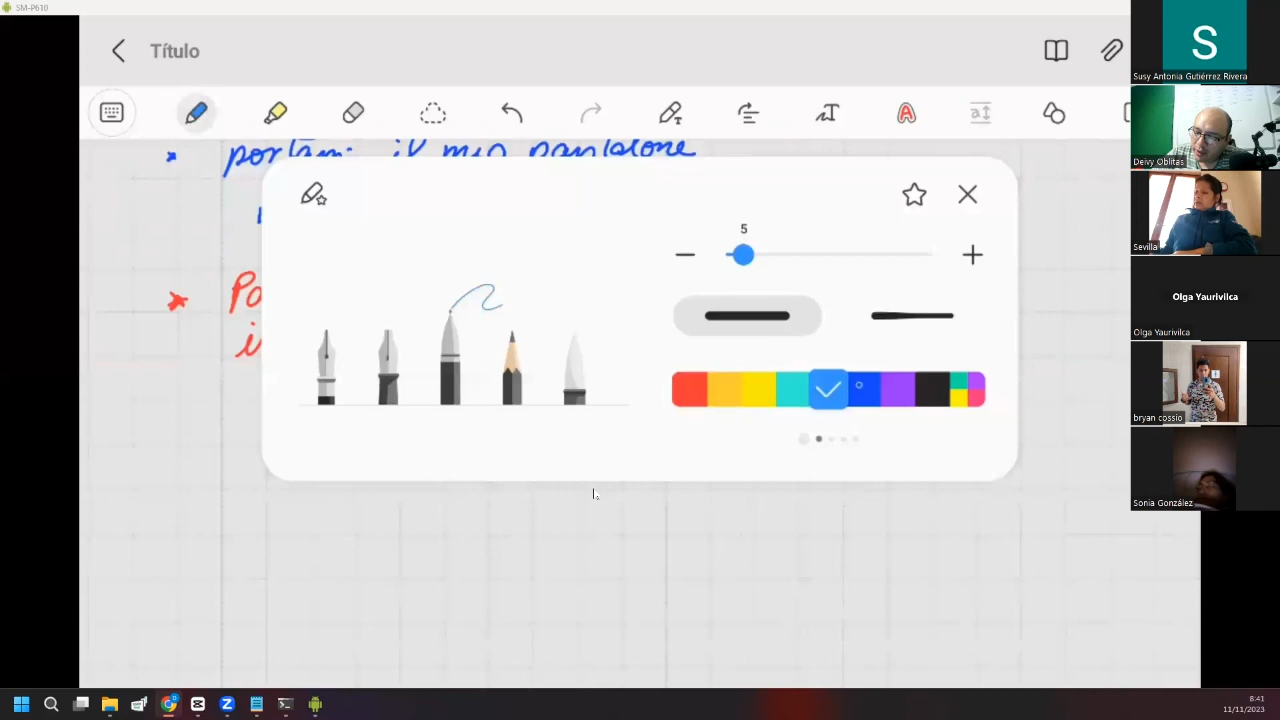 SM-P610
Título
portami il mio pantalone
5
Po
i
S
Susy Antonia Gutiérrez Rivera
Deivy Oblitas
Sevilla
Olga Yaurivilca
Olga Yaurivilca
bryan cossio
Sonia González
8:41
11/11/2023